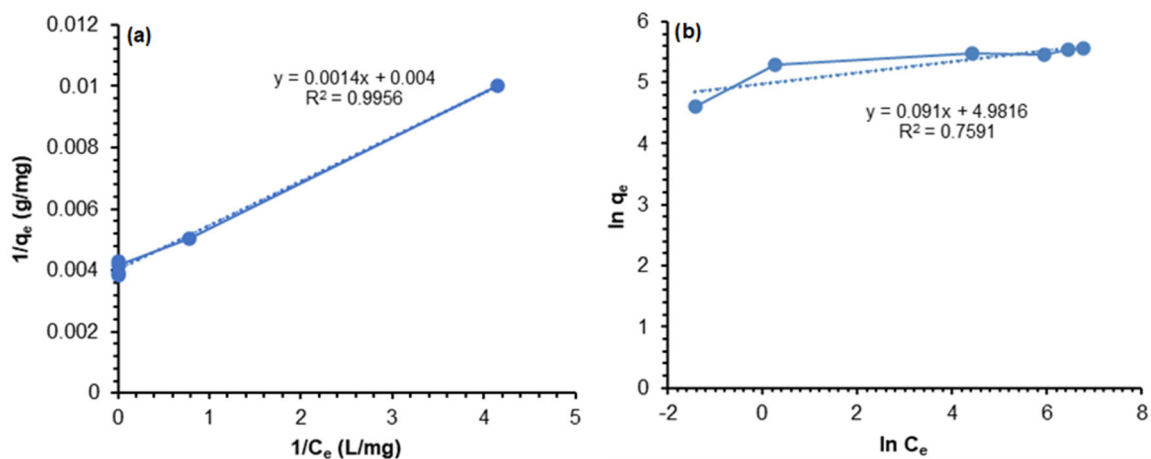 (a)
0.012
0.01
0.008
0.006
0.004
0.002
0
y = 0.0014x + 0.004
R² = 0.9956
1/qₑ (g/mg)
0 1 2 3 4 5
1/Cₑ (L/mg)
(b)
6
5
4
3
2
1
0
y = 0.091x + 4.9816
R² = 0.7591
ln qₑ
-2 0 2 4 6 8
ln Cₑ